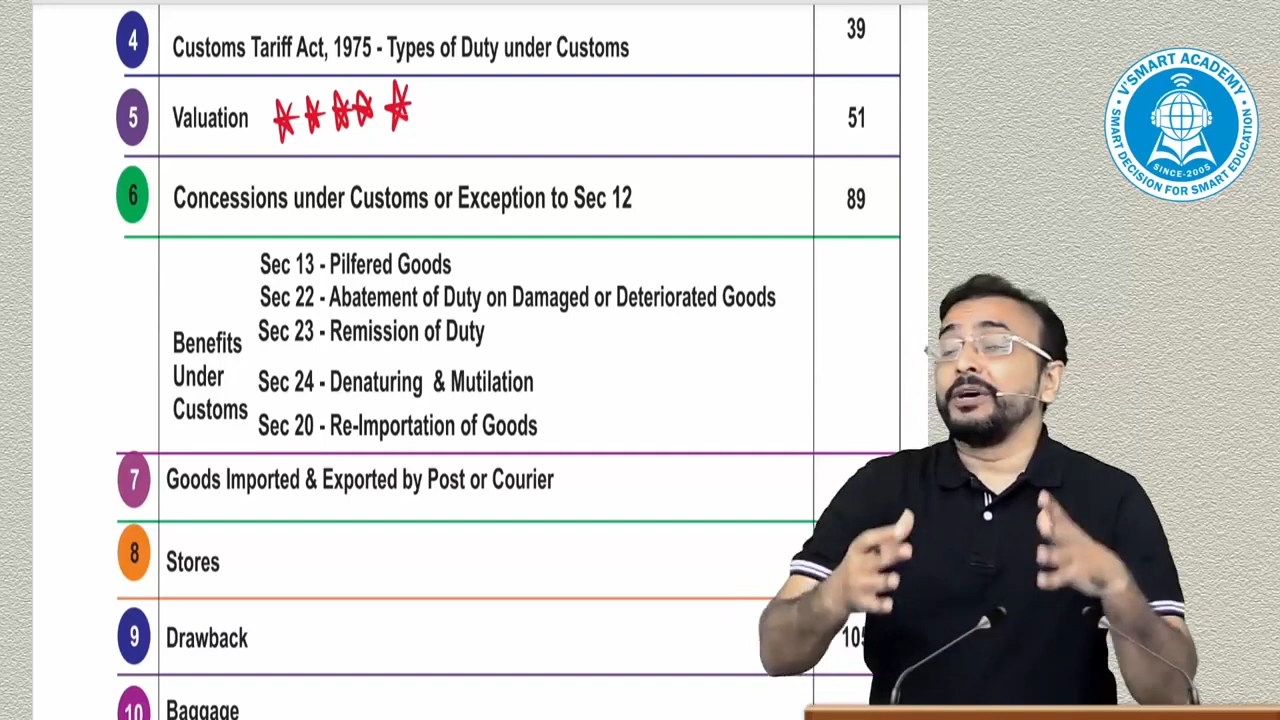 4 Customs Tariff Act, 1975 - Types of Duty under Customs 39
5 Valuation 51
6 Concessions under Customs or Exception to Sec 12 89
Sec 13 - Pilfered Goods
Sec 22 - Abatement of Duty on Damaged or Deteriorated Goods
Sec 23 - Remission of Duty
Benefits
Under
Customs
Sec 24 - Denaturing & Mutilation
Sec 20 - Re-Importation of Goods
7 Goods Imported & Exported by Post or Courier
8 Stores
9 Drawback 105
10 Baggage
V'SMART ACADEMY
SINCE-2005
SMART DECISION FOR SMART EDUCATION